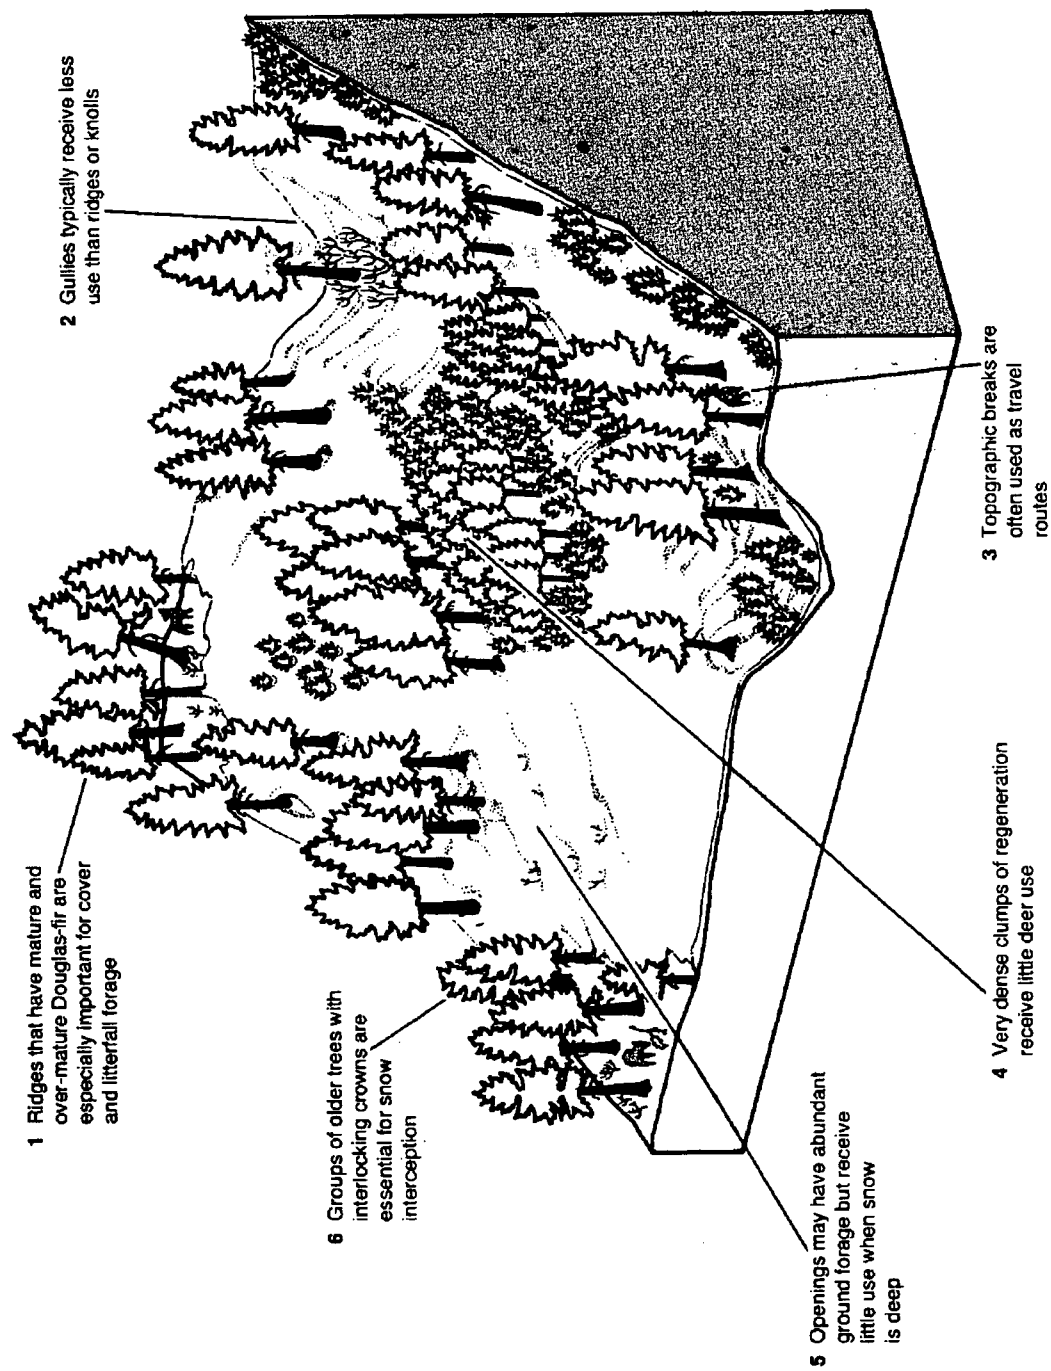 1 Ridges that have mature and
over-mature Douglas-fir are
especially important for cover
and litterfall forage
2 Gullies typically receive less
use than ridges or knolls
3 Topographic breaks are
often used as travel
routes
4 Very dense clumps of regeneration
receive little deer use
5 Openings may have abundant
ground forage but receive
little use when snow
is deep
6 Groups of older trees with
interlocking crowns are
essential for snow
interception